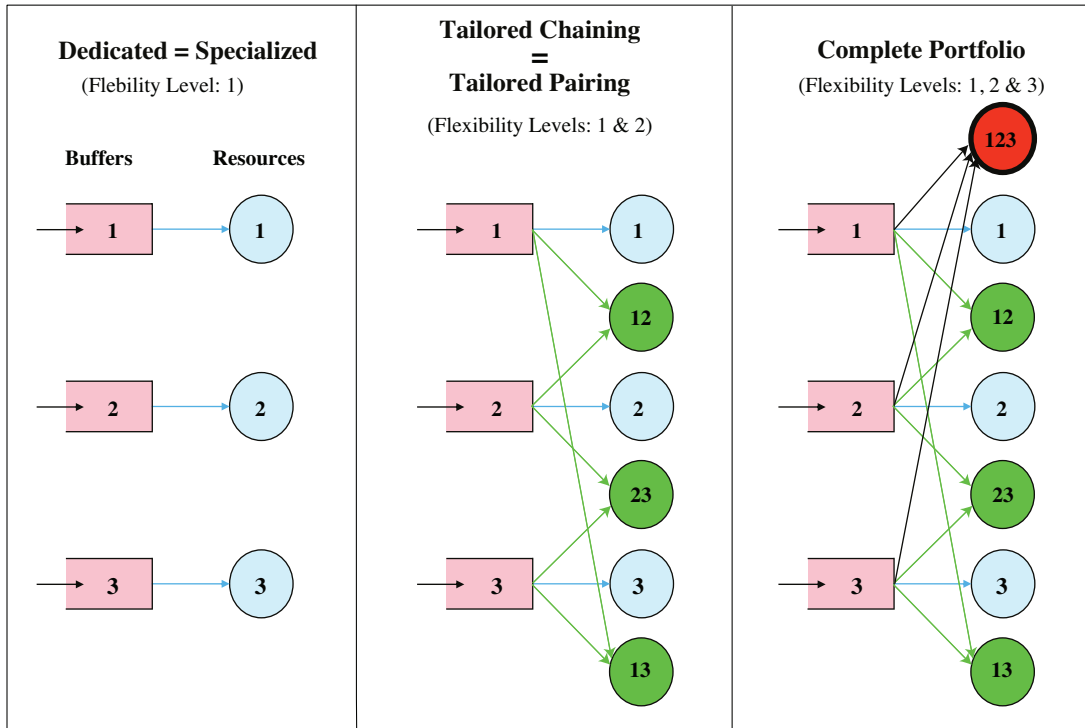 Dedicated = Specialized
(Flebility Level: 1)
Buffers
Resources
1
1
2
2
3
3
Tailored Chaining
=
Tailored Pairing
(Flexibility Levels: 1 & 2)
1
1
12
2
2
23
3
3
13
Complete Portfolio
(Flexibility Levels: 1, 2 & 3)
123
1
1
12
2
2
23
3
3
13